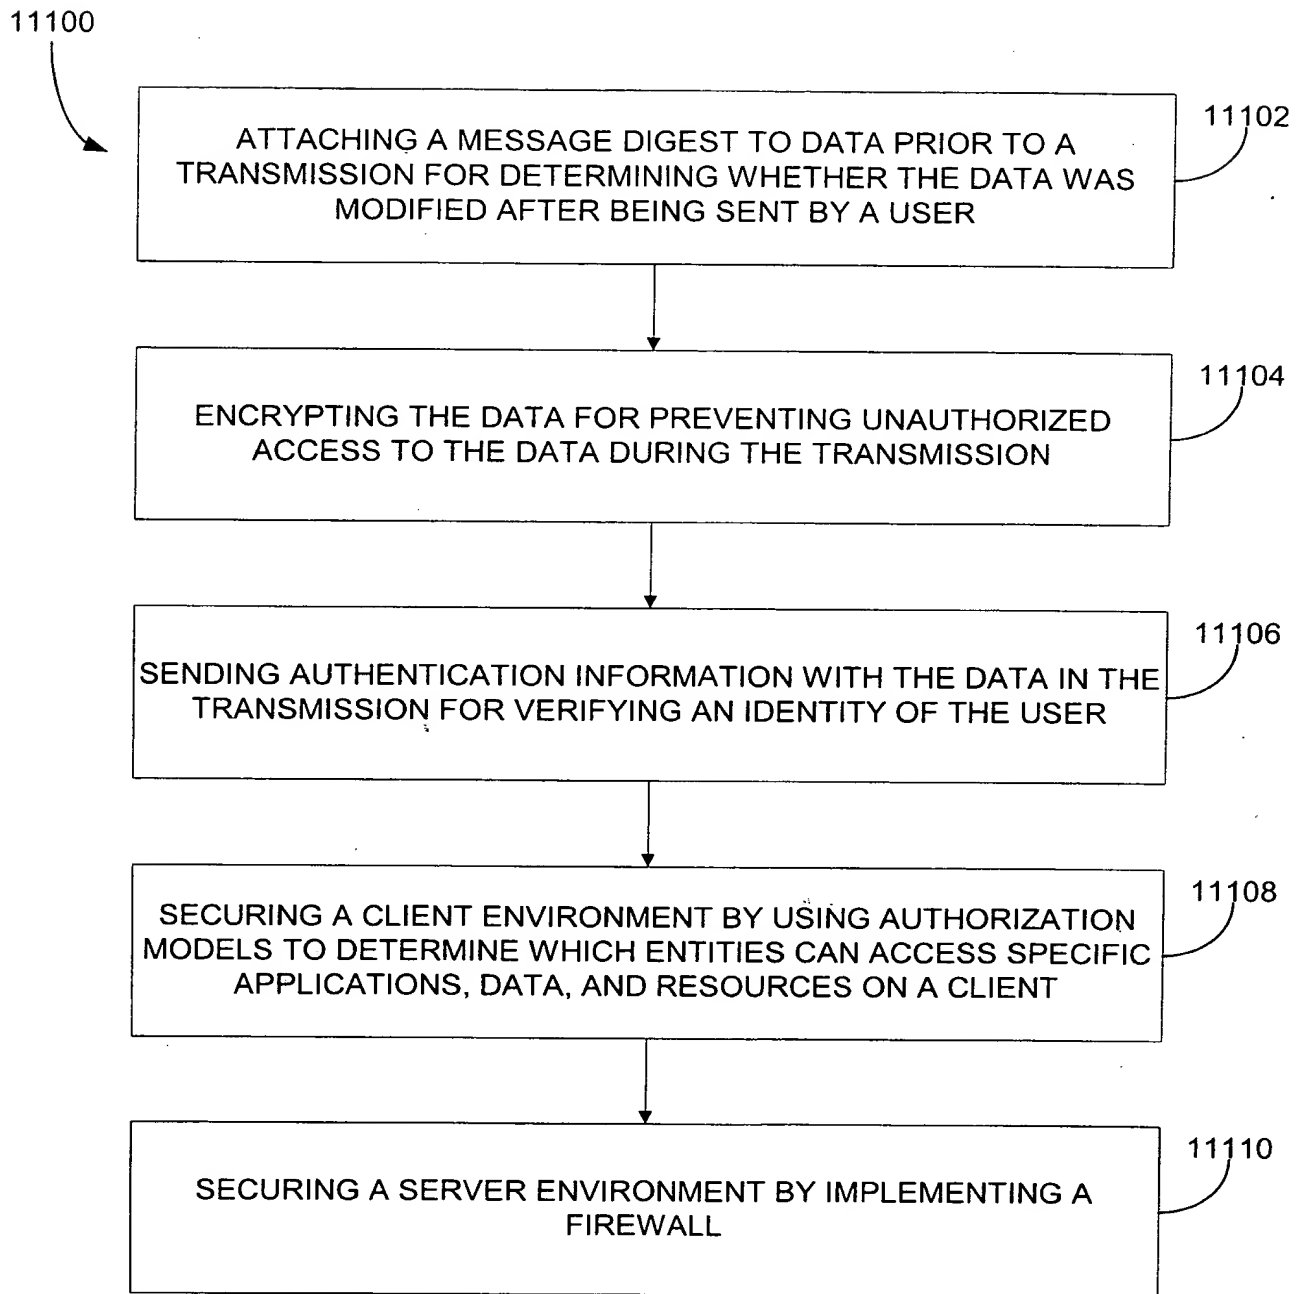 11100
11102
ATTACHING A MESSAGE DIGEST TO DATA PRIOR TO A
TRANSMISSION FOR DETERMINING WHETHER THE DATA WAS
MODIFIED AFTER BEING SENT BY A USER
11104
ENCRYPTING THE DATA FOR PREVENTING UNAUTHORIZED
ACCESS TO THE DATA DURING THE TRANSMISSION
11106
SENDING AUTHENTICATION INFORMATION WITH THE DATA IN THE
TRANSMISSION FOR VERIFYING AN IDENTITY OF THE USER
11108
SECURING A CLIENT ENVIRONMENT BY USING AUTHORIZATION
MODELS TO DETERMINE WHICH ENTITIES CAN ACCESS SPECIFIC
APPLICATIONS, DATA, AND RESOURCES ON A CLIENT
11110
SECURING A SERVER ENVIRONMENT BY IMPLEMENTING A
FIREWALL